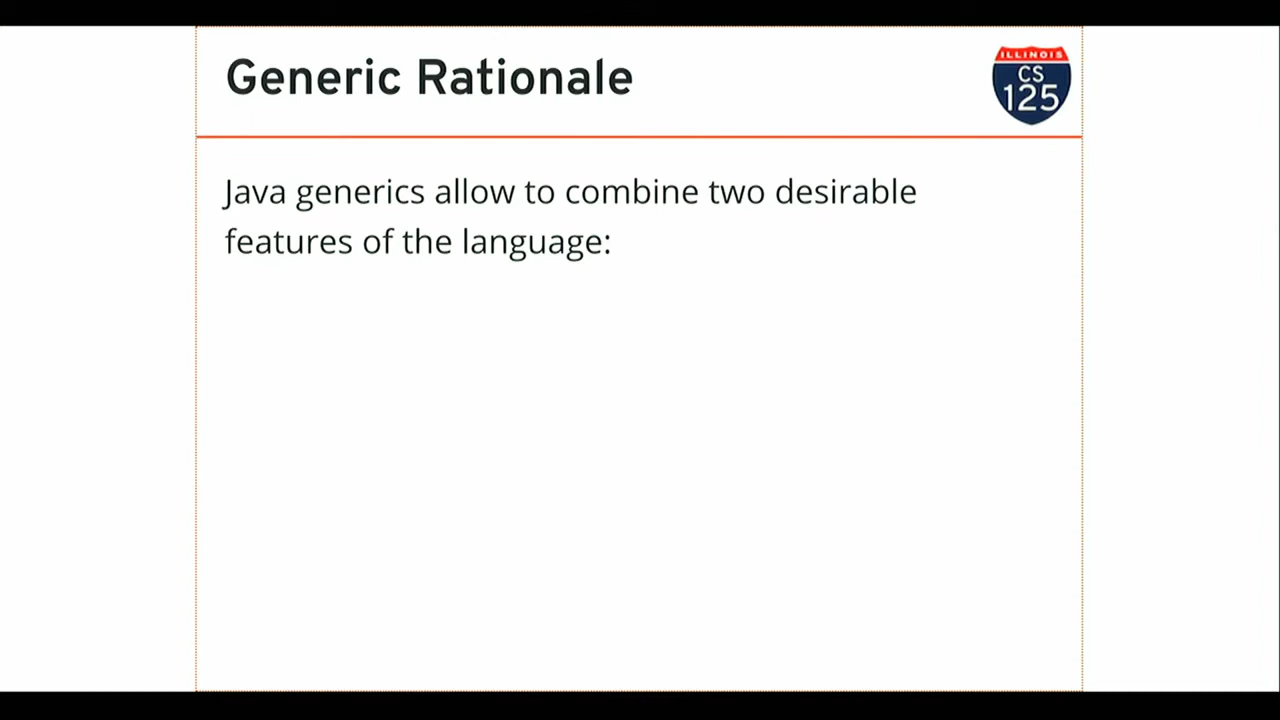 Generic Rationale
ILLINOIS
CS
125
Java generics allow to combine two desirable
features of the language: